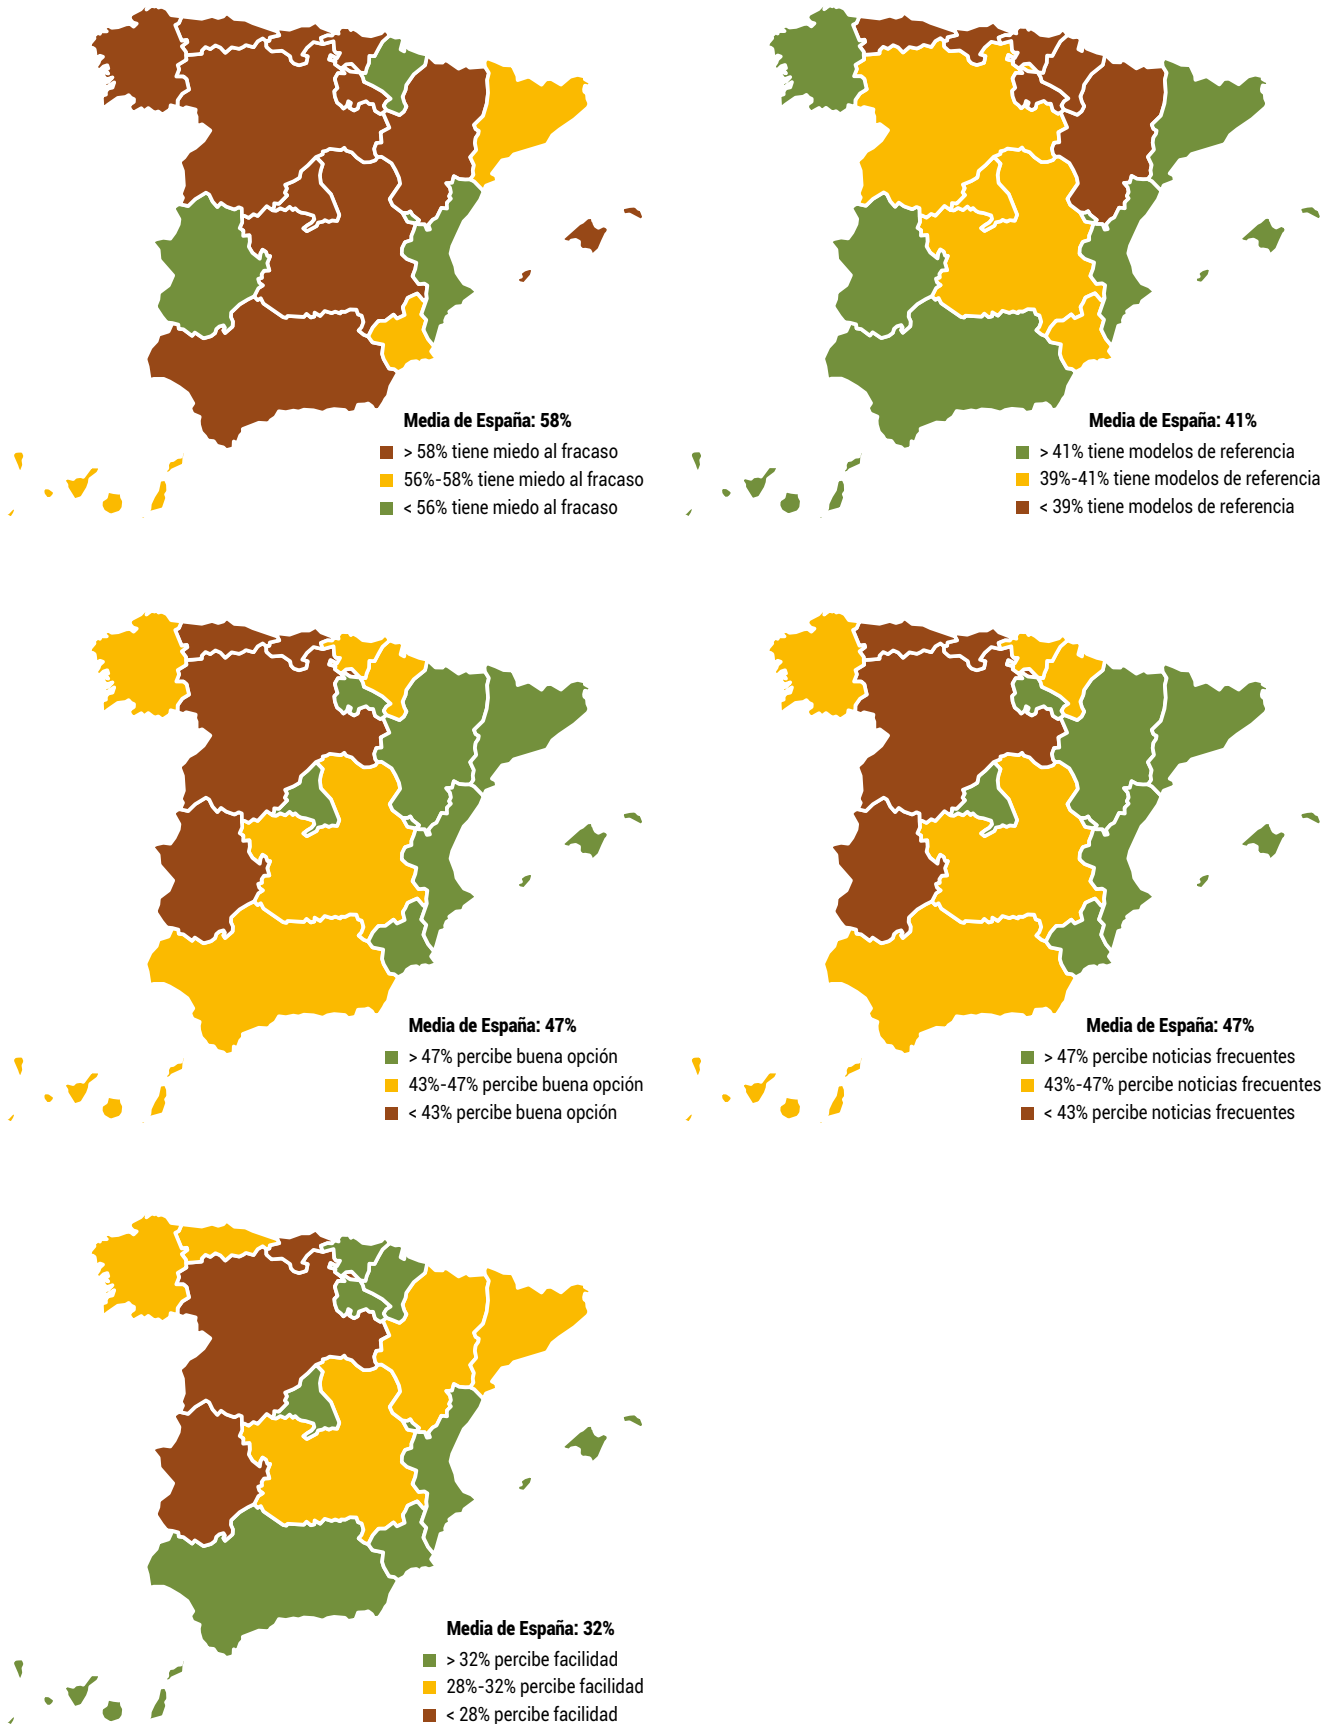 Media de España: 58%
> 58% tiene miedo al fracaso
56%-58% tiene miedo al fracaso
< 56% tiene miedo al fracaso
Media de España: 41%
> 41% tiene modelos de referencia
39%-41% tiene modelos de referencia
< 39% tiene modelos de referencia
Media de España: 47%
> 47% percibe buena opción
43%-47% percibe buena opción
< 43% percibe buena opción
Media de España: 47%
> 47% percibe noticias frecuentes
43%-47% percibe noticias frecuentes
< 43% percibe noticias frecuentes
Media de España: 32%
> 32% percibe facilidad
28%-32% percibe facilidad
< 28% percibe facilidad